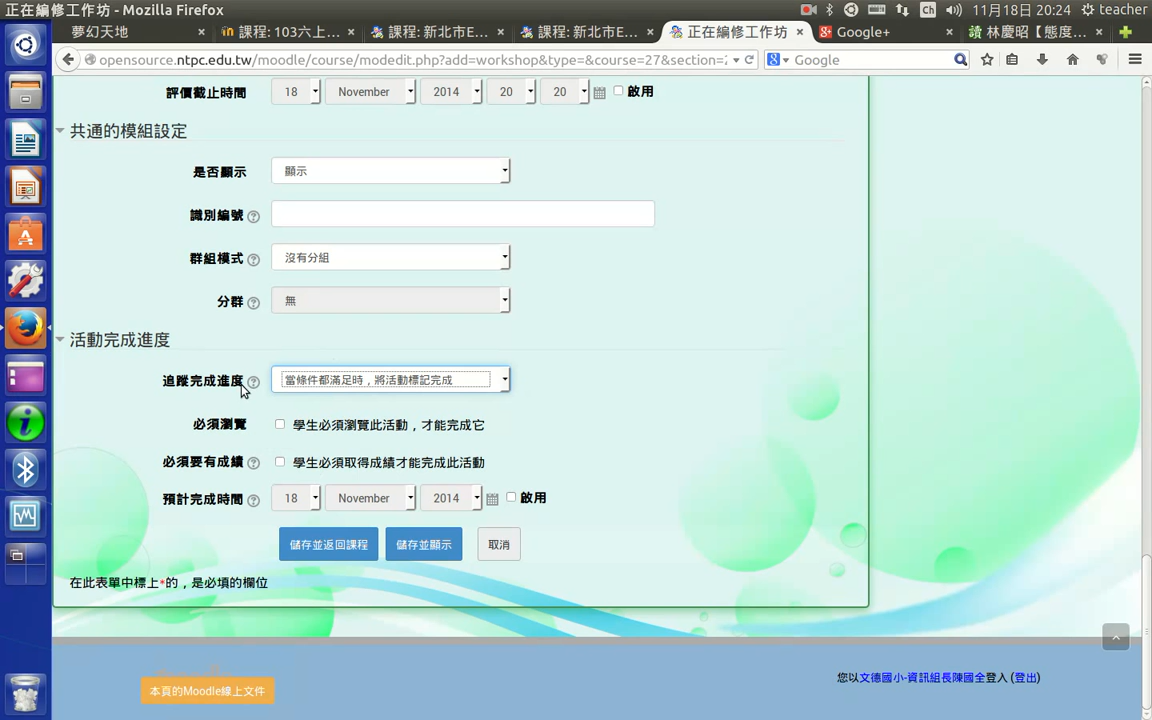 正在編修工作坊 - Mozilla Firefox
Ch
11月18日 20:24
teacher
夢幻天地
課程: 103六上...
課程: 新北市E...
課程: 新北市E...
正在編修工作坊
Google+
林慶昭【態度...
opensource.ntpc.edu.tw/moodle/course/modedit.php?add=workshop&type=&course=27&section=
Google
評價截止時間 18 November 2014 20 20 啟用
共通的模組設定
是否顯示 顯示
識別編號
群組模式 沒有分組
分群 無
活動完成進度
追蹤完成進度 當條件都滿足時，將活動標記完成
必須瀏覽 學生必須瀏覽此活動，才能完成它
必須要有成績 學生必須取得成績才能完成此活動
預計完成時間 18 November 2014 啟用
儲存並返回課程 儲存並顯示 取消
在此表單中標上*的，是必填的欄位
您以文德國小-資訊組長陳國全登入 (登出)
本頁的Moodle線上文件